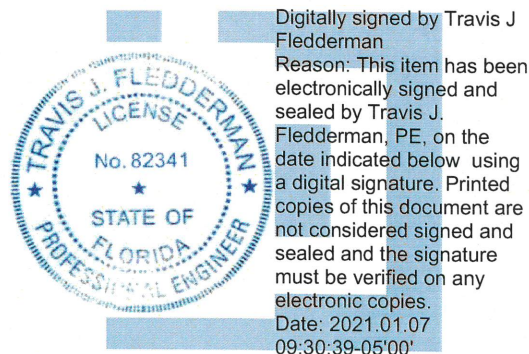 TRAVIS J. FLEDDERMAN
LICENSE
No. 82341
STATE OF
FLORIDA
PROFESSIONAL ENGINEER
Digitally signed by Travis J
Fledderman
Reason: This item has been
electronically signed and
sealed by Travis J.
Fledderman, PE, on the
date indicated below using
a digital signature. Printed
copies of this document are
not considered signed and
sealed and the signature
must be verified on any
electronic copies.
Date: 2021.01.07
09:30:39-05'00'